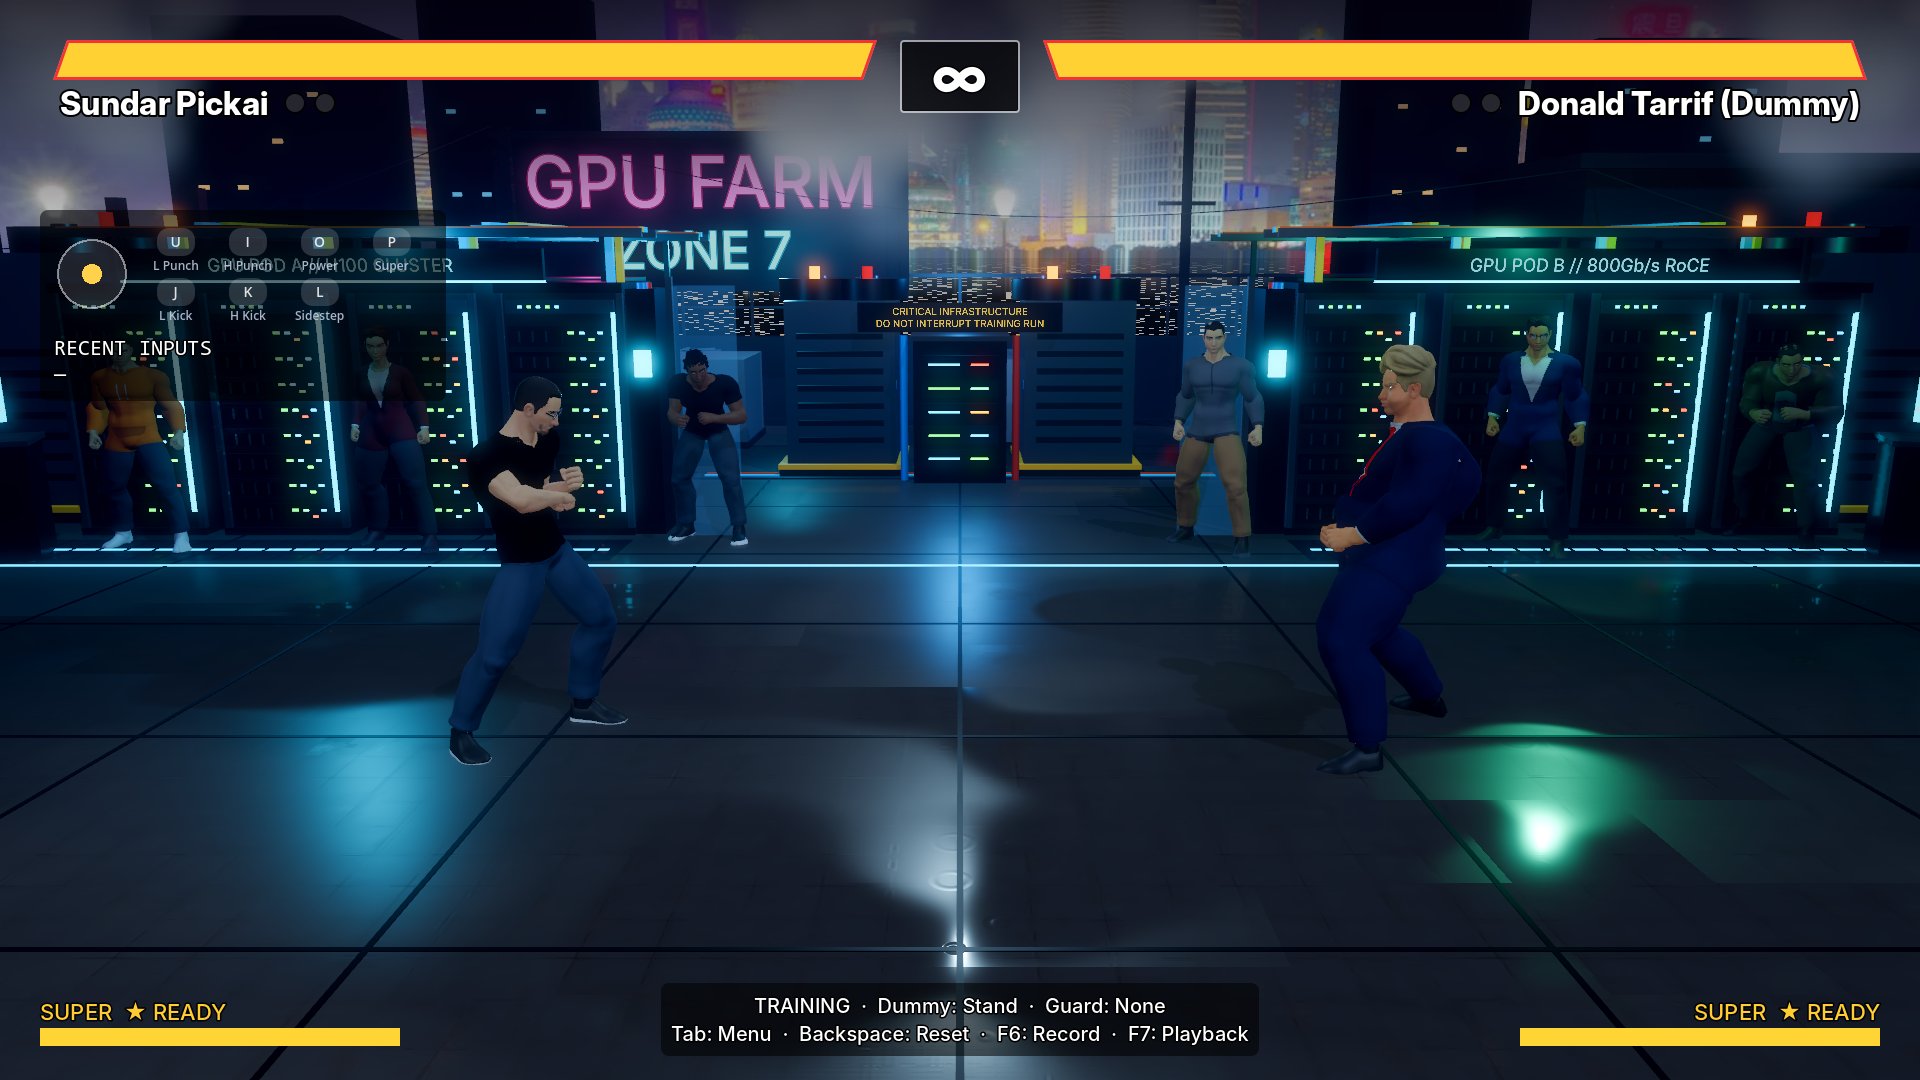 ∞
Sundar Pickai
Donald Tarrif (Dummy)
GPU FARM
ZONE 7
U I O P
L Punch H Punch Power Super
J K L
L Kick H Kick Sidestep
RECENT INPUTS
–
GPU POD B // 800Gb/s RoCE
CRITICAL INFRASTRUCTURE
DO NOT INTERRUPT TRAINING RUN
SUPER ★ READY
TRAINING · Dummy: Stand · Guard: None
Tab: Menu · Backspace: Reset · F6: Record · F7: Playback
SUPER ★ READY